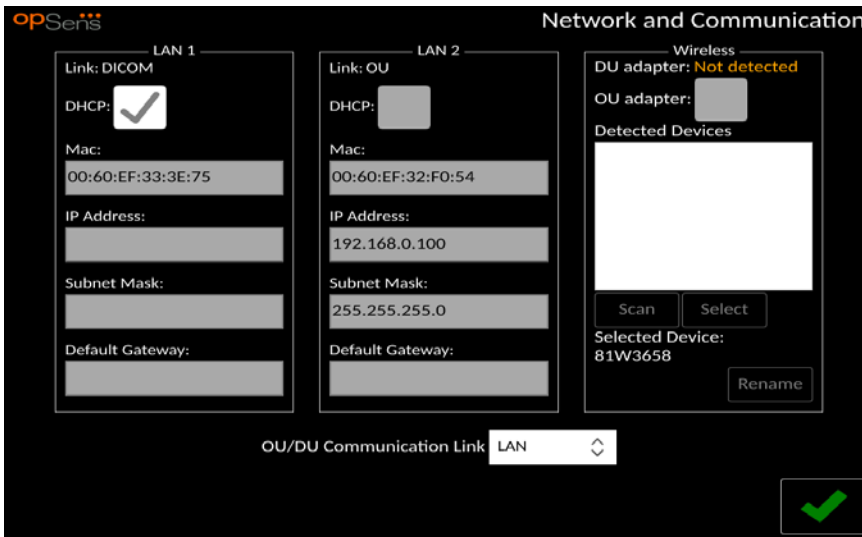 opSens
Network and Communication
LAN 1
Link: DICOM
DHCP:
Mac:
00:60:EF:33:3E:75
IP Address:
Subnet Mask:
Default Gateway:
LAN 2
Link: OU
DHCP:
Mac:
00:60:EF:32:F0:54
IP Address:
192.168.0.100
Subnet Mask:
255.255.255.0
Default Gateway:
Wireless
DU adapter: Not detected
OU adapter:
Detected Devices
Scan Select
Selected Device:
81W3658
Rename
OU/DU Communication Link LAN